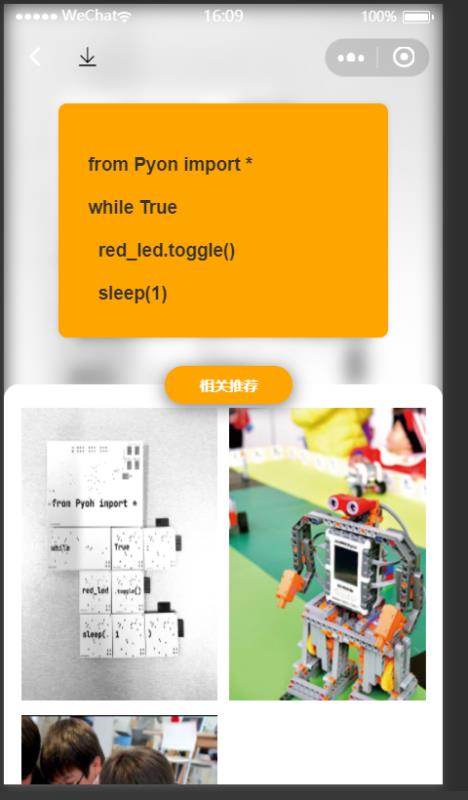 WeChat
16:09
100%
from Pyon import *
while True
red_led.toggle()
sleep(1)
相关推荐
from Pyoh import *
while True
red_led .toggle()
sleep( 1 )